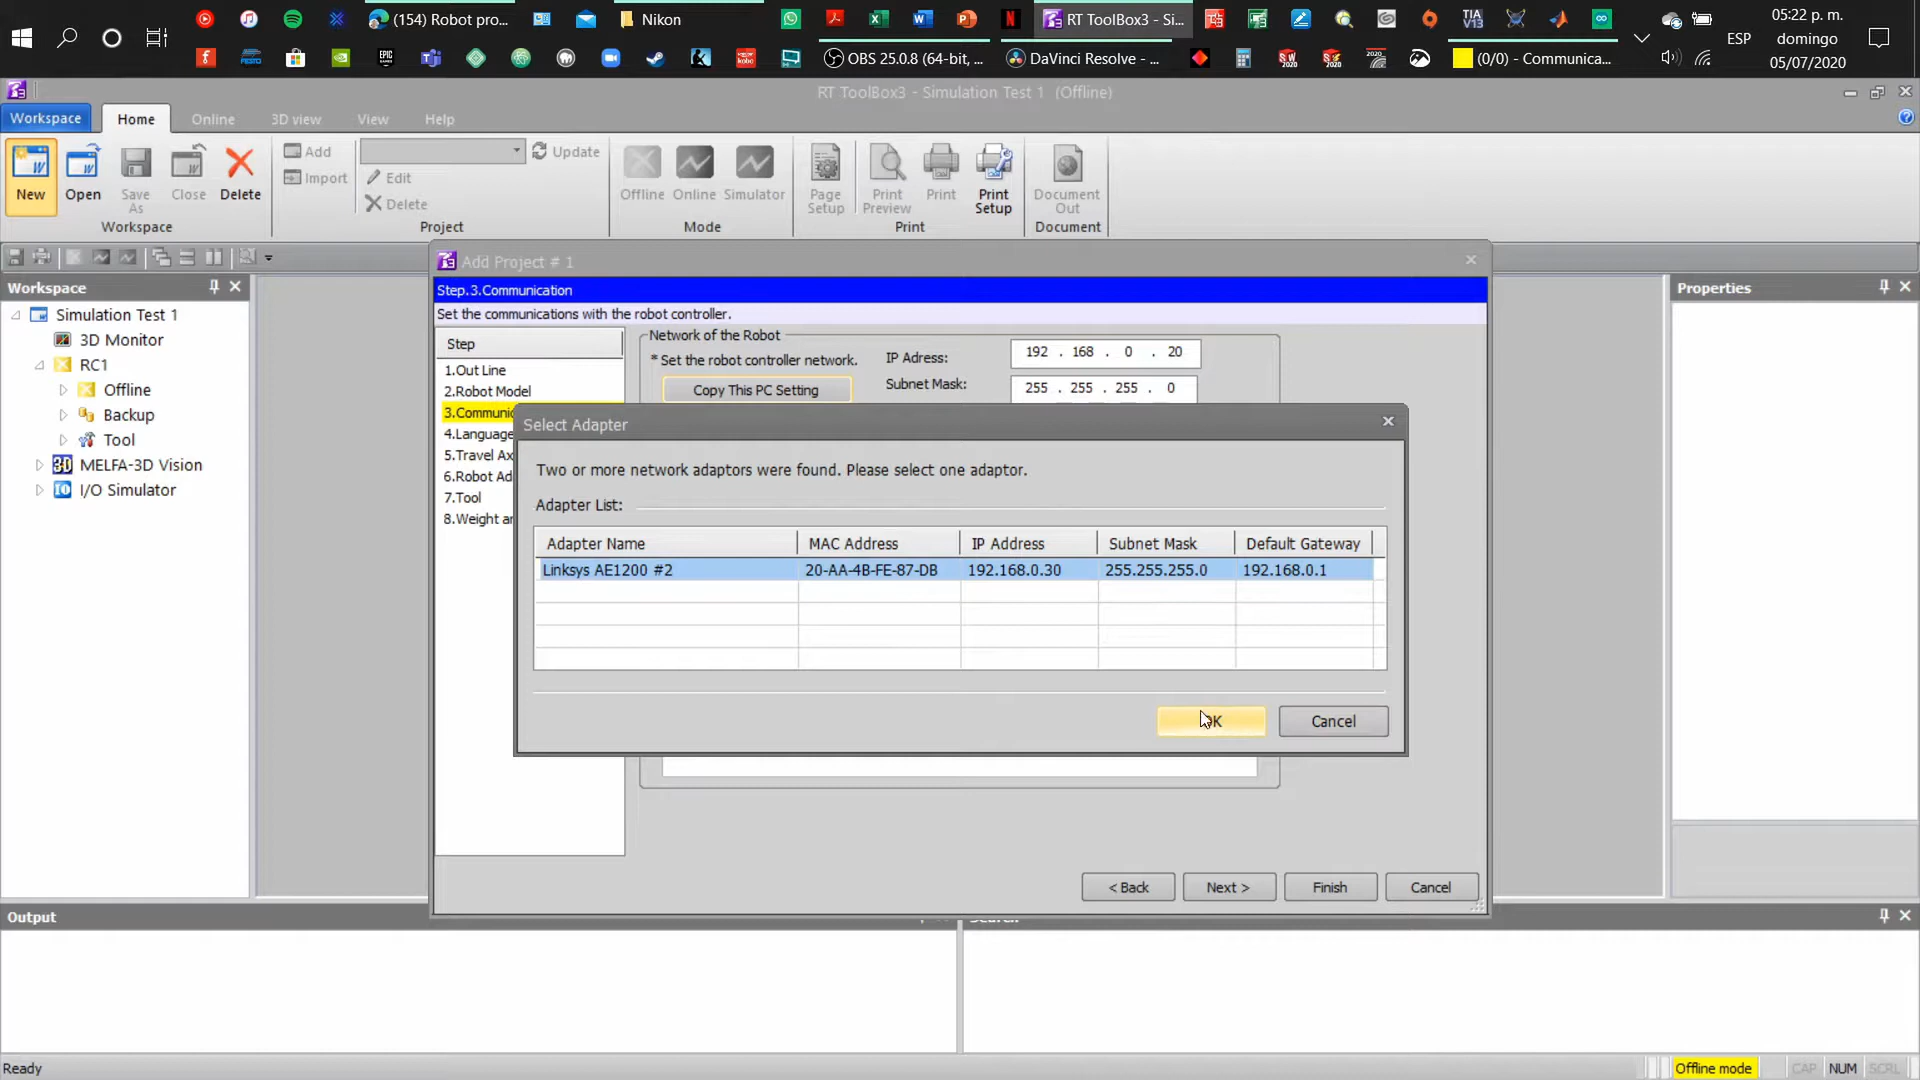 (154) Robot pro...
Nikon
RT ToolBox3 - Si...
TIA
V13
OBS 25.0.8 (64-bit, ...
DaVinci Resolve - ...
(0/0) - Communica...
ESP
05:22 p. m.
domingo
05/07/2020
RT ToolBox3 - Simulation Test 1   (Offline)
Workspace
Home
Online
3D view
View
Help
New
Open
Save As
Close
Delete
Workspace
Add
Import
Update
Edit
Delete
Project
Offline
Online
Simulator
Mode
Page Setup
Print Preview
Print
Print Setup
Print
Document Out
Document
Workspace
Simulation Test 1
3D Monitor
RC1
Offline
Backup
Tool
MELFA-3D Vision
I/O Simulator
Add Project # 1
Step.3.Communication
Set the communications with the robot controller.
Step
1.Out Line
2.Robot Model
3.Communic
4.Language
5.Travel Ax
6.Robot Ad
7.Tool
8.Weight an
Network of the Robot
* Set the robot controller network.
Copy This PC Setting
IP Adress:
192 . 168 . 0 . 20
Subnet Mask:
255 . 255 . 255 . 0
Select Adapter
Two or more network adaptors were found. Please select one adaptor.
Adapter List:
Adapter Name MAC Address IP Address Subnet Mask Default Gateway
Linksys AE1200 #2 20-AA-4B-FE-87-DB 192.168.0.30 255.255.255.0 192.168.0.1
OK
Cancel
< Back
Next >
Finish
Cancel
Properties
Output
Ready
Offline mode
CAP
NUM
SCRL